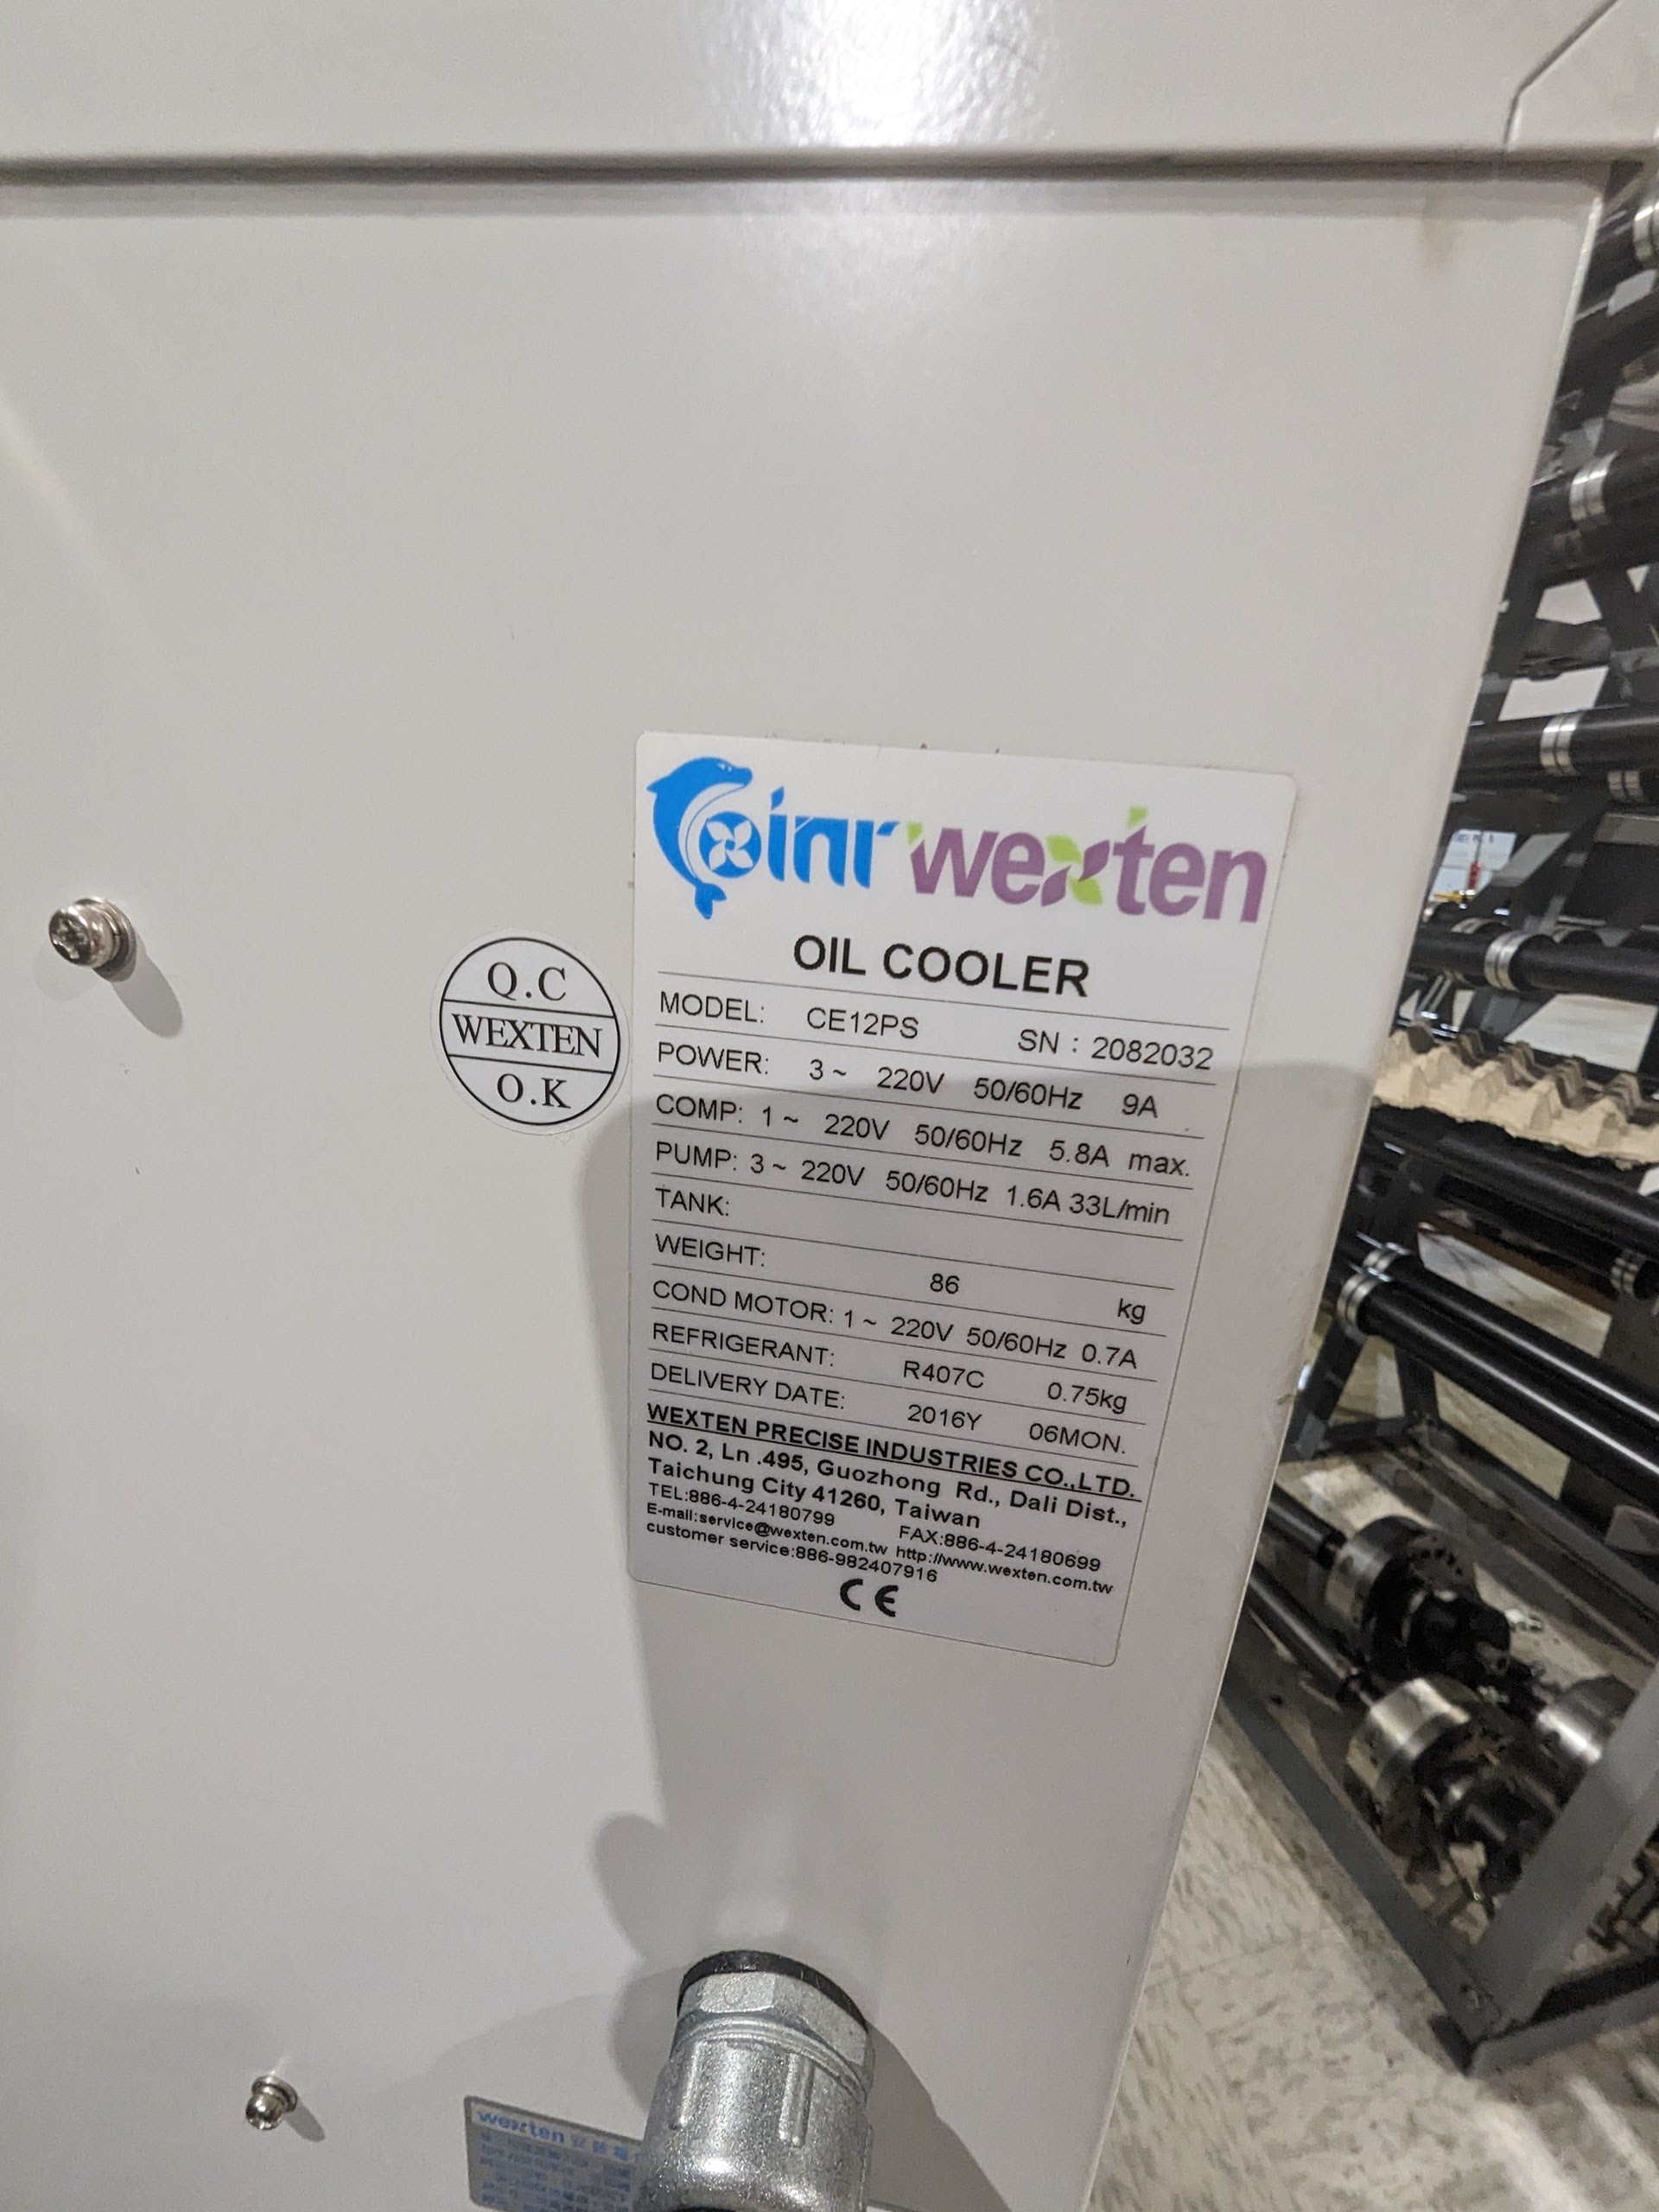 Coinr wexten
OIL COOLER
MODEL: CE12PS SN : 2082032
POWER: 3~ 220V 50/60Hz 9A
COMP: 1~ 220V 50/60Hz 5.8A max.
PUMP: 3~ 220V 50/60Hz 1.6A 33L/min
TANK:
WEIGHT: 86 kg
COND MOTOR: 1~ 220V 50/60Hz 0.7A
REFRIGERANT: R407C 0.75kg
DELIVERY DATE: 2016Y 06MON.
WEXTEN PRECISE INDUSTRIES CO.,LTD.
NO. 2, Ln .495, Guozhong Rd., Dali Dist.,
Taichung City 41260, Taiwan
TEL:886-4-24180799 FAX:886-4-24180699
E-mail:service@wexten.com.tw http://www.wexten.com.tw
customer service:886-982407916
CE
Q.C
WEXTEN
O.K
wexten